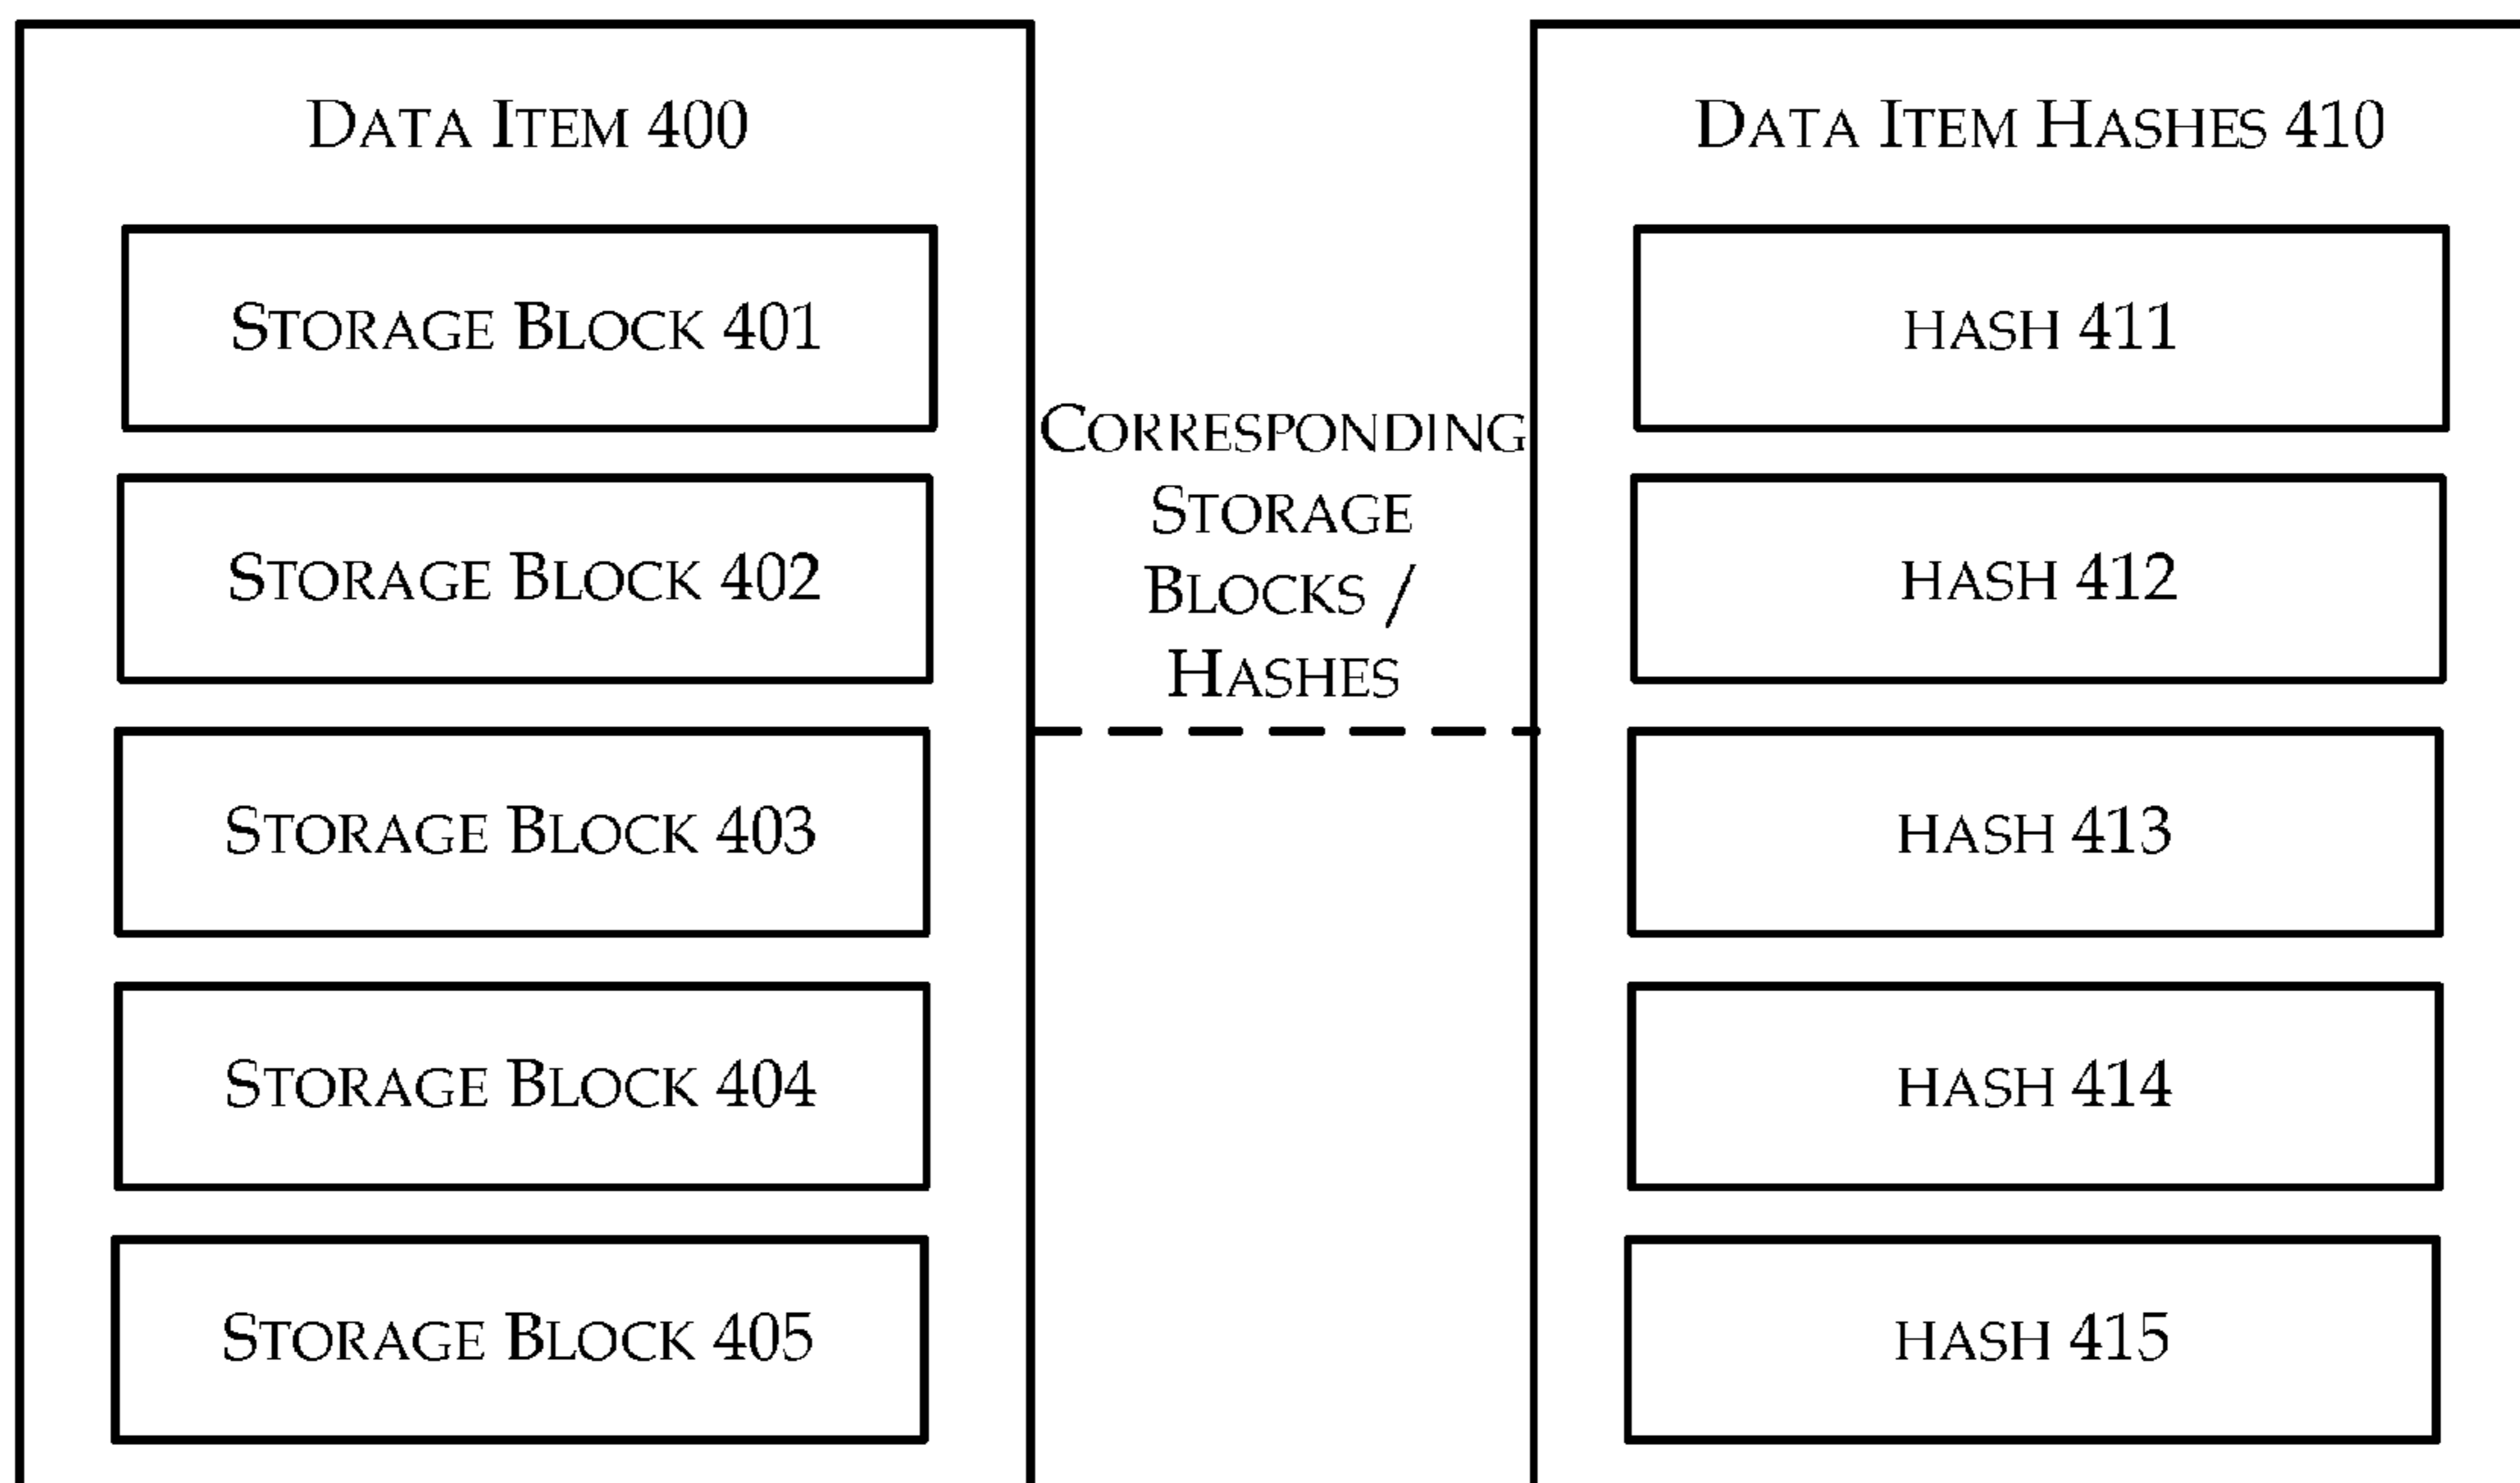 Data Item 400
Storage Block 401
Storage Block 402
Storage Block 403
Storage Block 404
Storage Block 405
Corresponding
Storage
Blocks /
Hashes
Data Item Hashes 410
hash 411
hash 412
hash 413
hash 414
hash 415